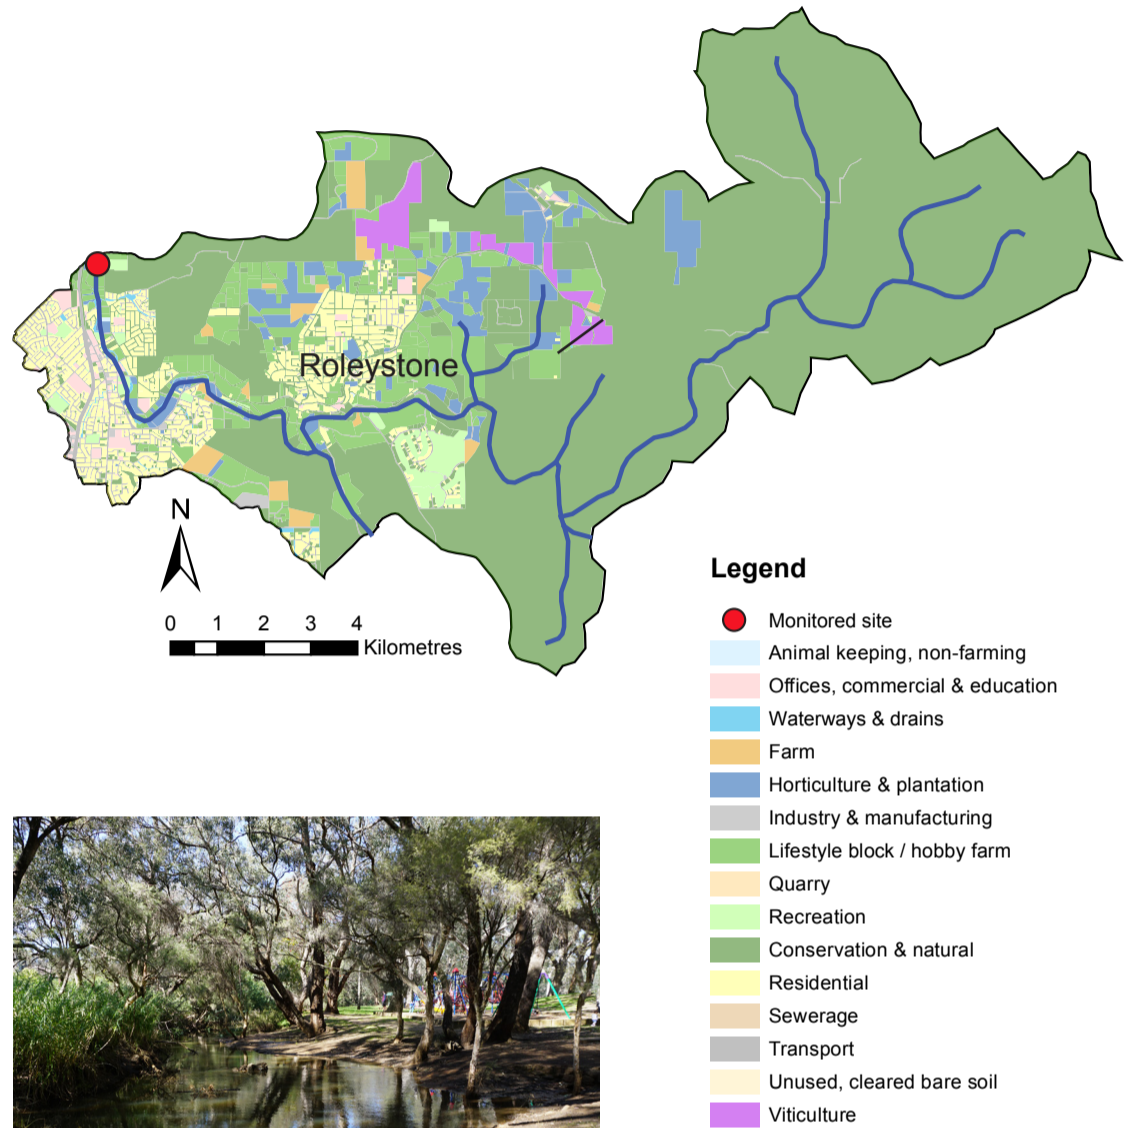 Roleystone
N
0 1 2 3 4
Kilometres
Legend
Monitored site
Animal keeping, non-farming
Offices, commercial & education
Waterways & drains
Farm
Horticulture & plantation
Industry & manufacturing
Lifestyle block / hobby farm
Quarry
Recreation
Conservation & natural
Residential
Sewerage
Transport
Unused, cleared bare soil
Viticulture